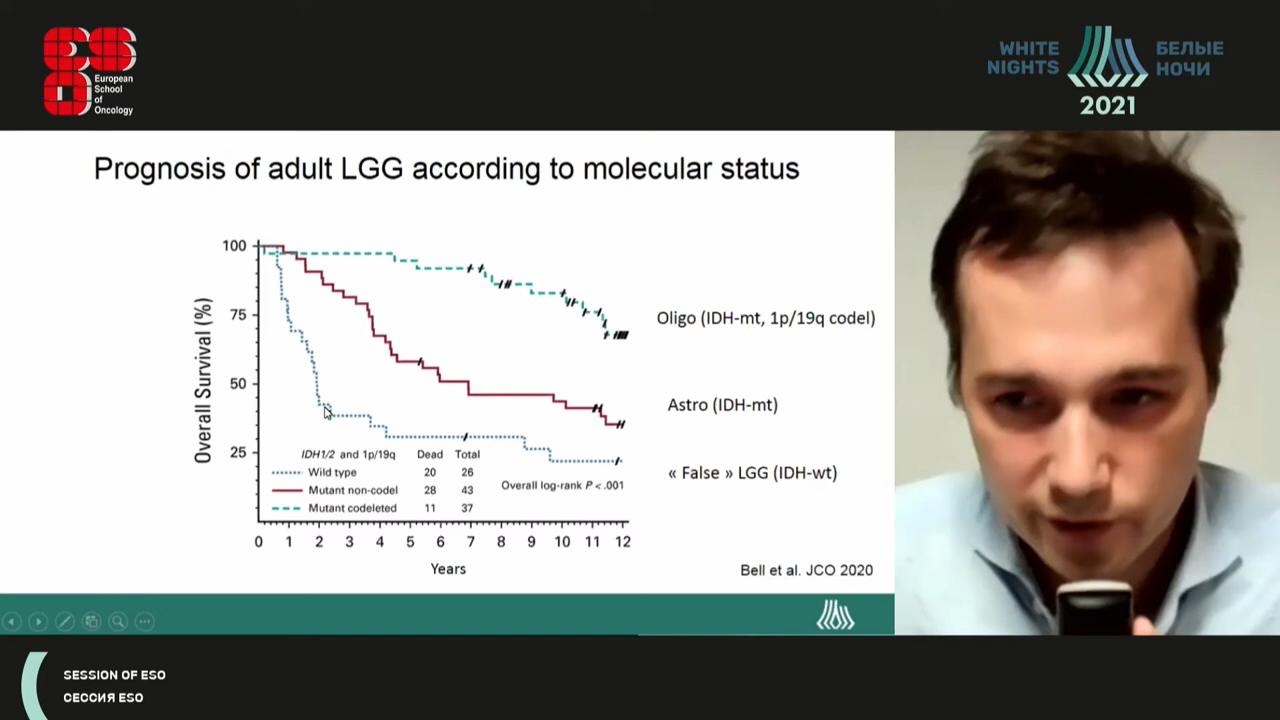 European
School
of
Oncology
WHITE
NIGHTS
БЕЛЫЕ
НОЧИ
2021
Prognosis of adult LGG according to molecular status
Overall Survival (%)
100
75
50
25
IDH1/2 and 1p/19q Dead Total
Wild type 20 26
Mutant non-codel 28 43
Mutant codeleted 11 37
Overall log-rank P < .001
0 1 2 3 4 5 6 7 8 9 10 11 12
Years
Oligo (IDH-mt, 1p/19q codel)
Astro (IDH-mt)
« False » LGG (IDH-wt)
Bell et al. JCO 2020
SESSION OF ESO
СЕССИЯ ESO